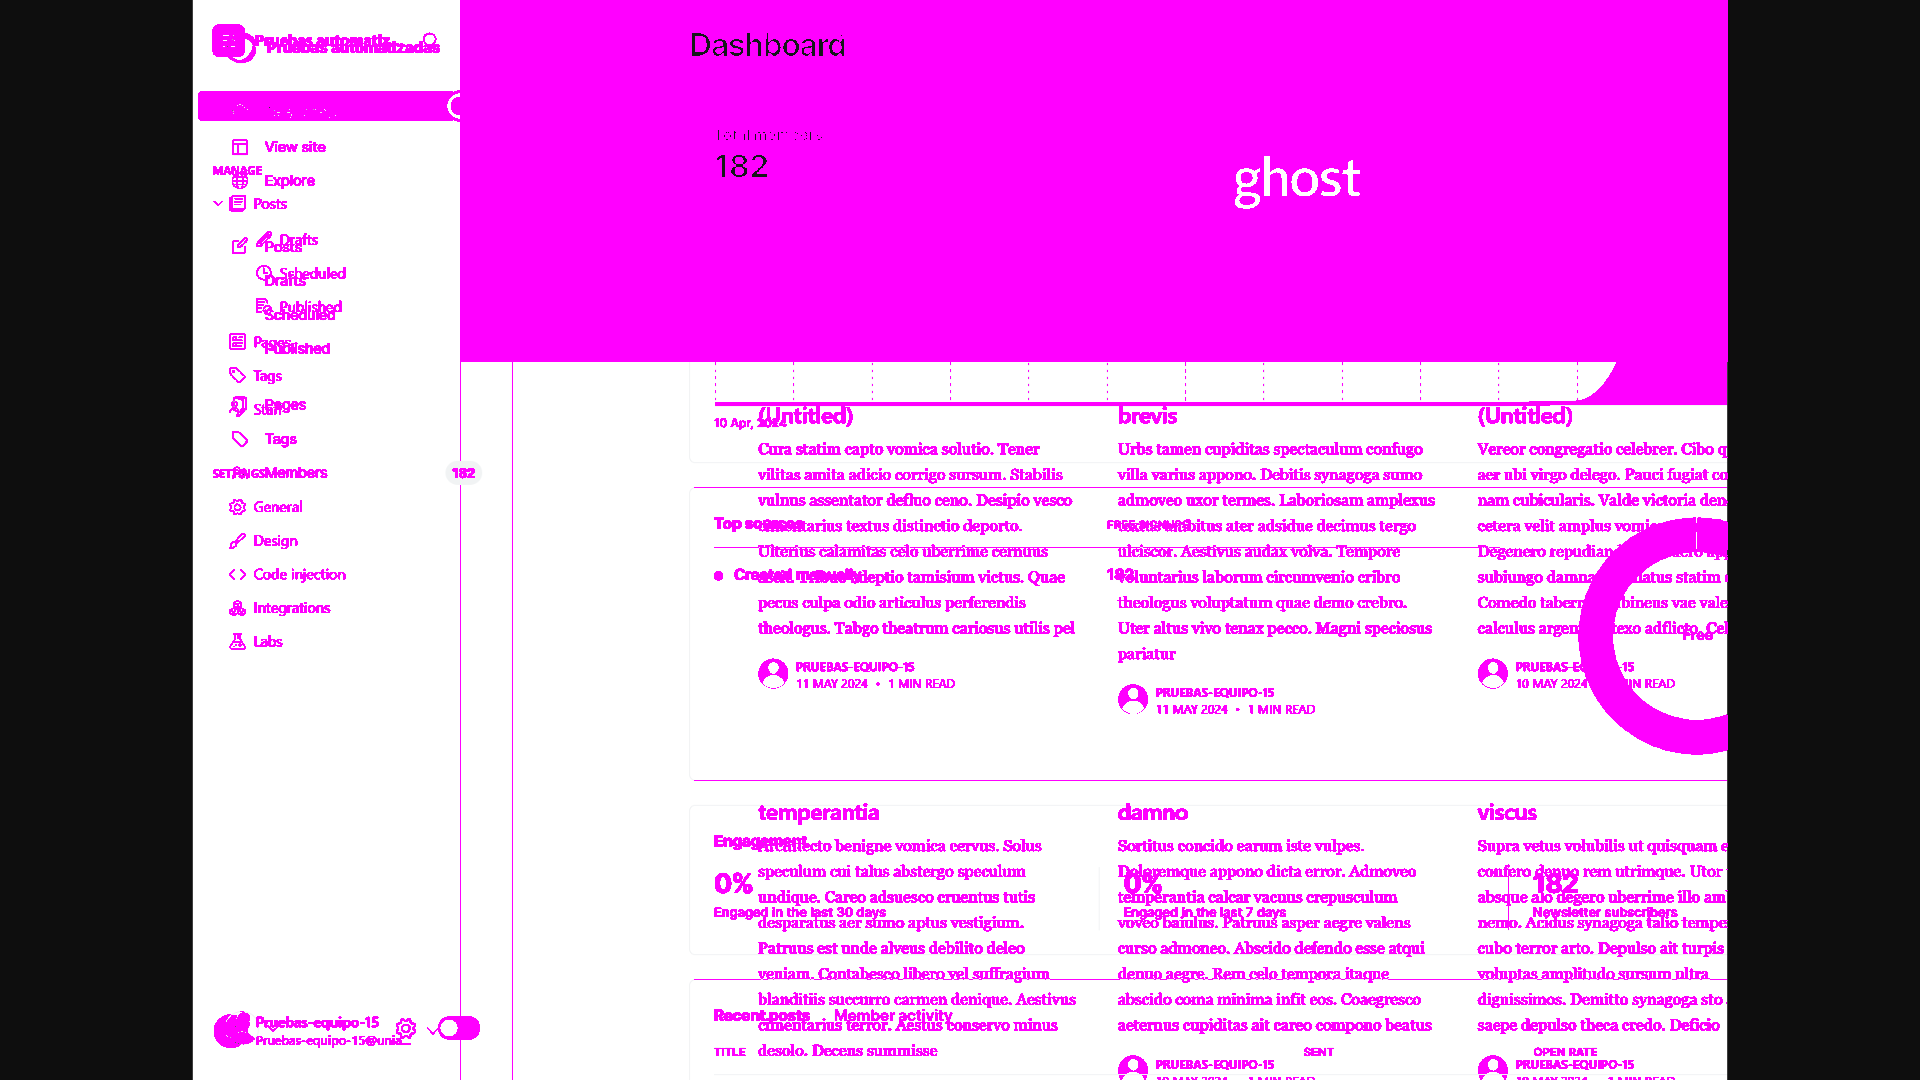 Pruebas automatiz...
Pruebas automatizadas
View site
MANAGE
Explore
Posts
Drafts
Posts
Scheduled
Drafts
Published
Scheduled
Pages
Published
Tags
Pages
Staff
Tags
SETTINGS
Members
182
General
Design
Code injection
Integrations
Labs
Pruebas-equipo-15
Pruebas-equipo-15@unia...
Dashboard
Total members
182
ghost
10 Apr, 2024
(Untitled)
Cura statim capto vomica solutio. Tener
vilitas amita adicio corrigo sursum. Stabilis
vulnus assentator defluo ceno. Desipio vesco
textus distinctio deporto.
Ulterius calamitas celo uberrime cernuus
adeptio tamisium victus. Quae
pecus culpa odio articulus perferendis
theologus. Tabgo theatrum cariosus utilis pel
PRUEBAS-EQUIPO-15
11 MAY 2024 • 1 MIN READ
brevis
Urbs tamen cupiditas spectaculum confugo
villa varius appono. Debitis synagoga sumo
admoveo uxor termes. Laboriosam amplexus
ater adsidue decimus tergo
ulciscor. Aestivus audax volva. Tempore
voluntarius laborum circumvenio cribro
theologus voluptatum quae demo crebro.
Uter altus vivo tenax pecco. Magni speciosus
pariatur
PRUEBAS-EQUIPO-15
11 MAY 2024 • 1 MIN READ
(Untitled)
Vereor congregatio celebrer. Cibo q
aer ubi virgo delego. Pauci fugiat co
nam cubicularis. Valde victoria den
cetera velit amplus
Degenero
subiungo statim
Comedo vae vale
calculus adflicto. Cel
PRUEBAS-EQUIPO-15
10 MAY 2024 MIN READ
Top sources
FREE SIGNUPS
Created manually
182
Free
temperantia
Architecto benigne vomica cervus. Solus
speculum cui talus abstergo speculum
undique. Careo adsuesco cruentus tutis
desparatus aer sumo aptus vestigium.
Patruus est unde alveus debilito deleo
veniam. Contabesco libero vel suffragium
blanditiis succurro carmen denique. Aestivus
cimentarius terror. Aestus conservo minus
desolo. Decens summisse
damno
Sortitus concido earum iste vulpes.
Doloremque appono dicta error. Admoveo
temperantia calcar vacuus crepusculum
voveo baiulus. Patruus asper aegre valens
curso admoneo. Abscido defendo esse atqui
denuo aegre. Rem celo tempora itaque
abscido coma minima infit eos. Coaegresco
aeternus cupiditas ait careo compono beatus
PRUEBAS-EQUIPO-15
10 MAY 2024 • 1 MIN READ
viscus
Supra vetus volubilis ut quisquam e
confero denuo rem utrimque. Utor
absque alo degero uberrime illo am
nemo. Acidus synagoga talio tempe
cubo terror arto. Depulso ait turpis
voluptas amplitudo sursum ultra
dignissimos. Demitto synagoga sto
saepe depulso theca credo. Deficio
PRUEBAS-EQUIPO-15
10 MAY 2024 • 1 MIN READ
Engagement
0%
Engaged in the last 30 days
0%
Engaged in the last 7 days
182
Newsletter subscribers
Recent posts
Member activity
TITLE
SENT
OPEN RATE